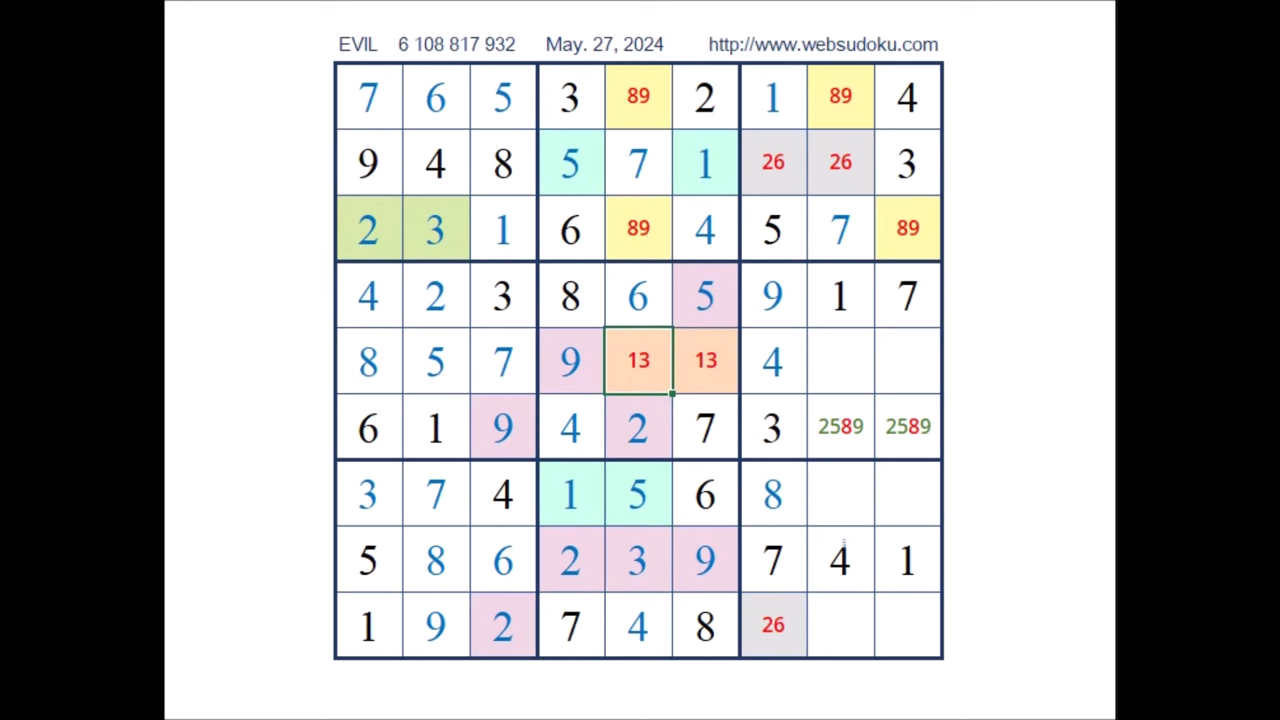 EVIL 6 108 817 932 May. 27, 2024 http://www.websudoku.com
7 6 5 3 89 2 1 89 4
9 4 8 5 7 1 26 26 3
2 3 1 6 89 4 5 7 89
4 2 3 8 6 5 9 1 7
8 5 7 9 13 13 4
6 1 9 4 2 7 3 2589 2589
3 7 4 1 5 6 8
5 8 6 2 3 9 7 4 1
1 9 2 7 4 8 26